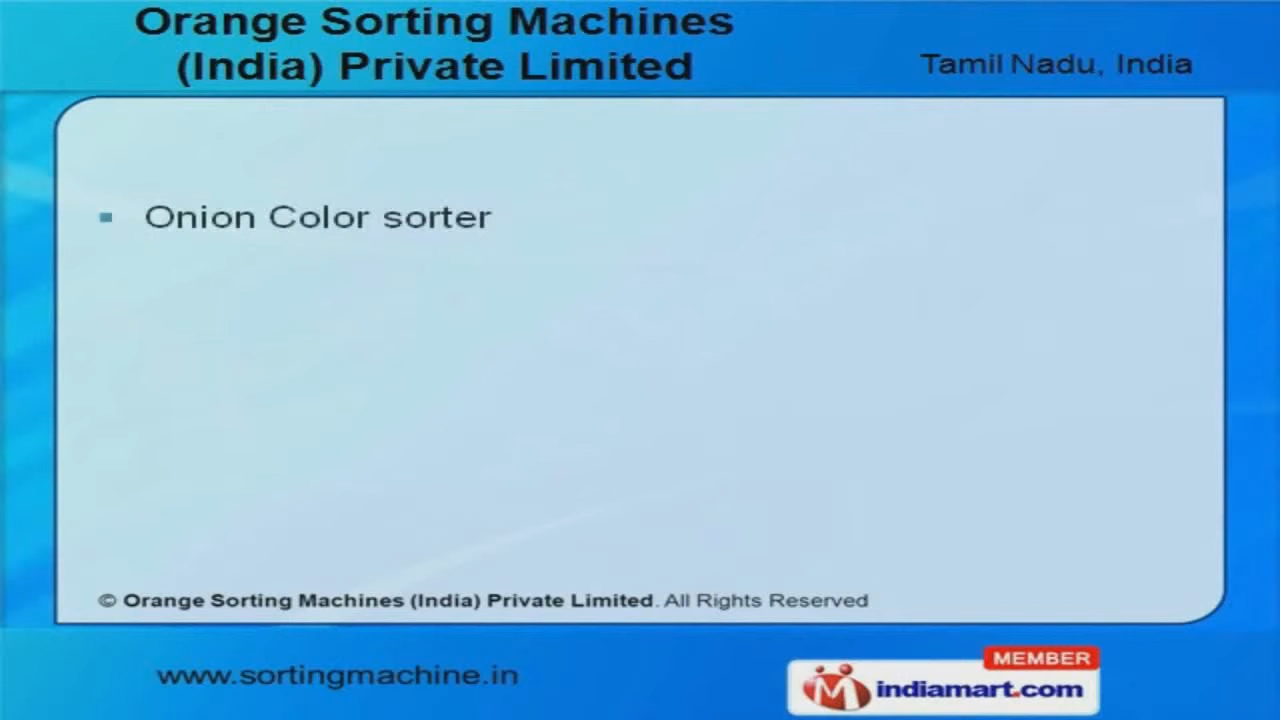 Orange Sorting Machines
(India) Private Limited
Tamil Nadu, India
Onion Color sorter
© Orange Sorting Machines (India) Private Limited. All Rights Reserved
www.sortingmachine.in
MEMBER
indiamart.com